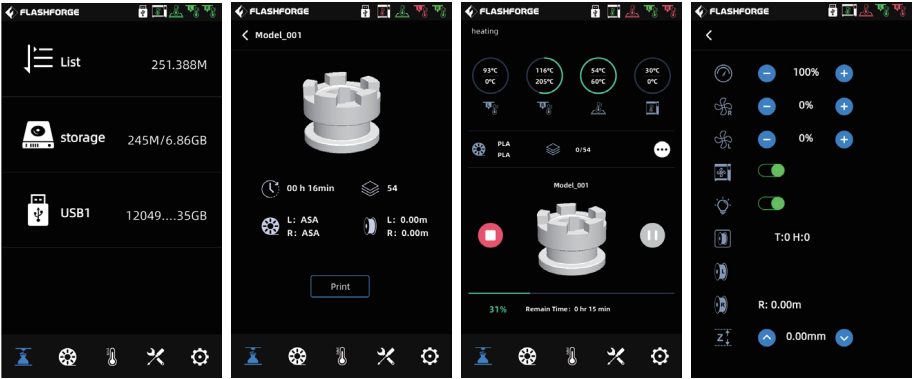 FLASHFORGE
List
251.388M
storage
245M/6.86GB
USB1
12049....35GB
FLASHFORGE
Model_001
00 h 16min
54
L: ASA
R: ASA
L: 0.00m
R: 0.00m
Print
FLASHFORGE
heating
93℃
0℃
116℃
205℃
54℃
60℃
30℃
0℃
PLA
PLA
0/54
Model_001
31%
Remain Time: 0 hr 15 min
FLASHFORGE
100%
R
0%
L
0%
T:0 H:0
L
R
R: 0.00m
Z
0.00mm